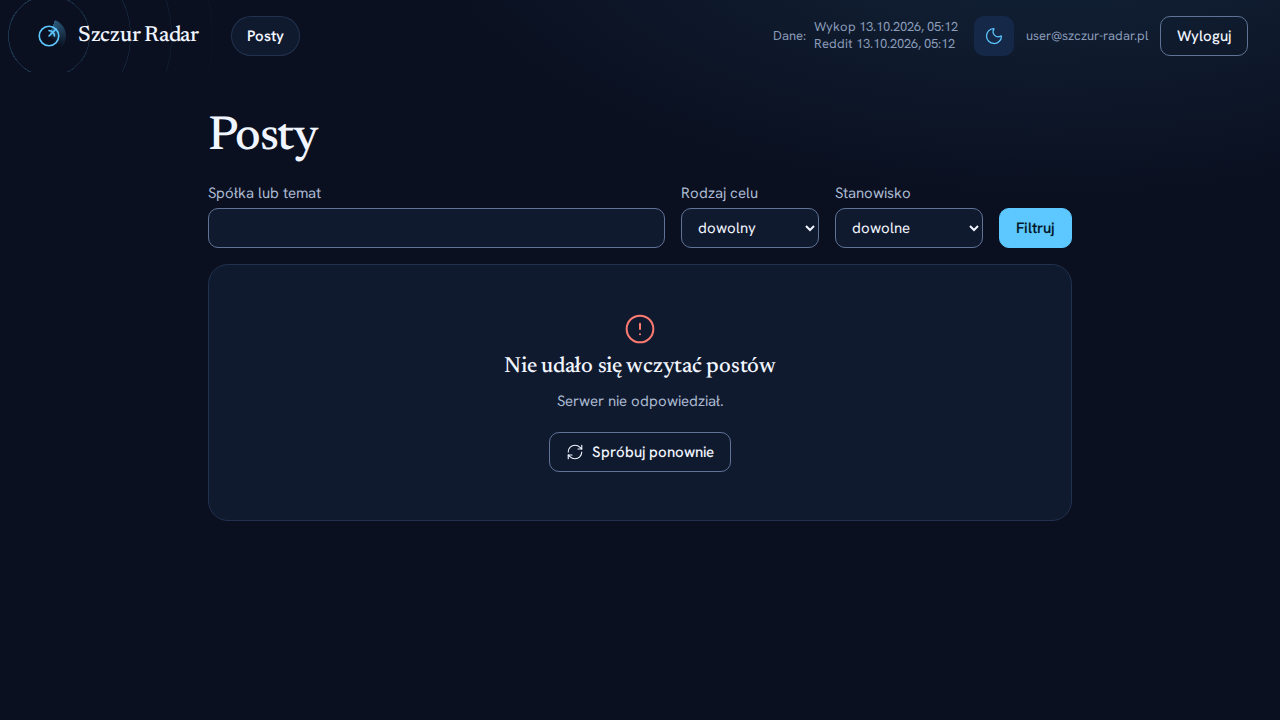 Szczur Radar
Posty
Dane:
Wykop 13.10.2026, 05:12
Reddit 13.10.2026, 05:12
user@szczur-radar.pl
Wyloguj
Posty
Spółka lub temat
Rodzaj celu
Stanowisko
dowolny
dowolne
Filtruj
Nie udało się wczytać postów
Serwer nie odpowiedział.
Spróbuj ponownie